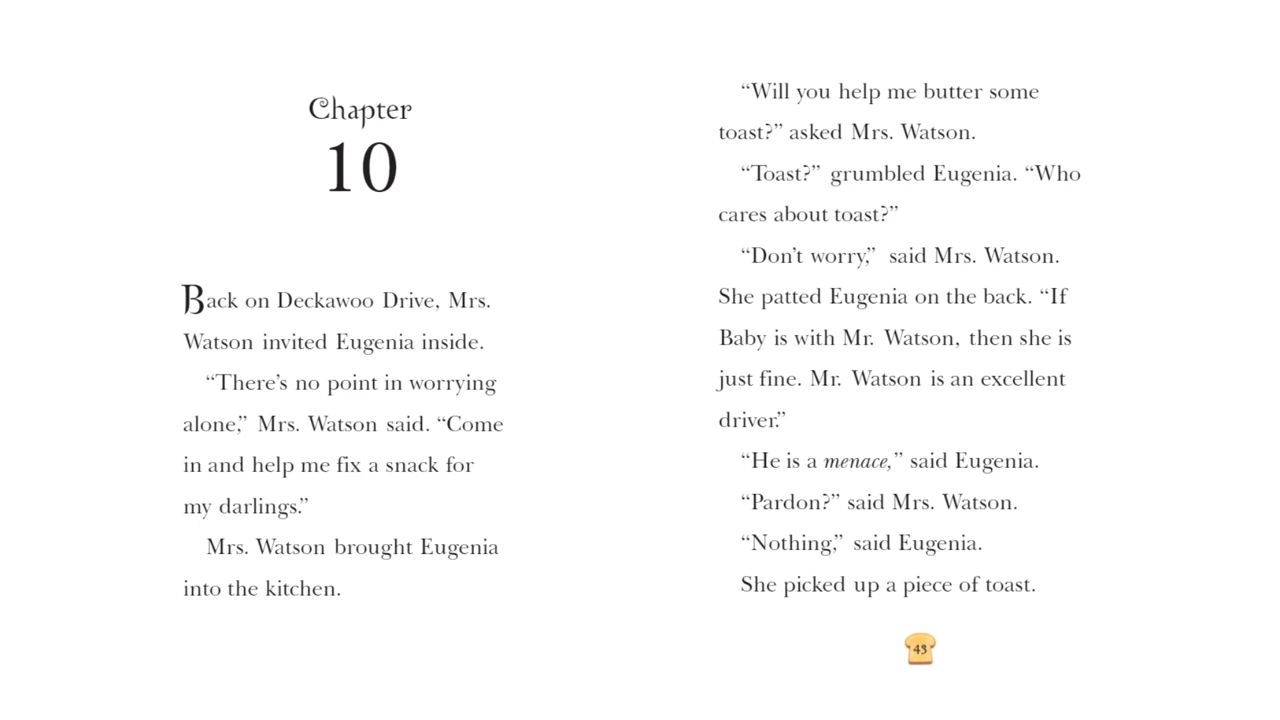 Chapter
10
Back on Deckawoo Drive, Mrs.
Watson invited Eugenia inside.
“There’s no point in worrying
alone,” Mrs. Watson said. “Come
in and help me fix a snack for
my darlings.”
Mrs. Watson brought Eugenia
into the kitchen.
“Will you help me butter some
toast?” asked Mrs. Watson.
“Toast?” grumbled Eugenia. “Who
cares about toast?”
“Don’t worry,” said Mrs. Watson.
She patted Eugenia on the back. “If
Baby is with Mr. Watson, then she is
just fine. Mr. Watson is an excellent
driver.”
“He is a menace,” said Eugenia.
“Pardon?” said Mrs. Watson.
“Nothing,” said Eugenia.
She picked up a piece of toast.
43